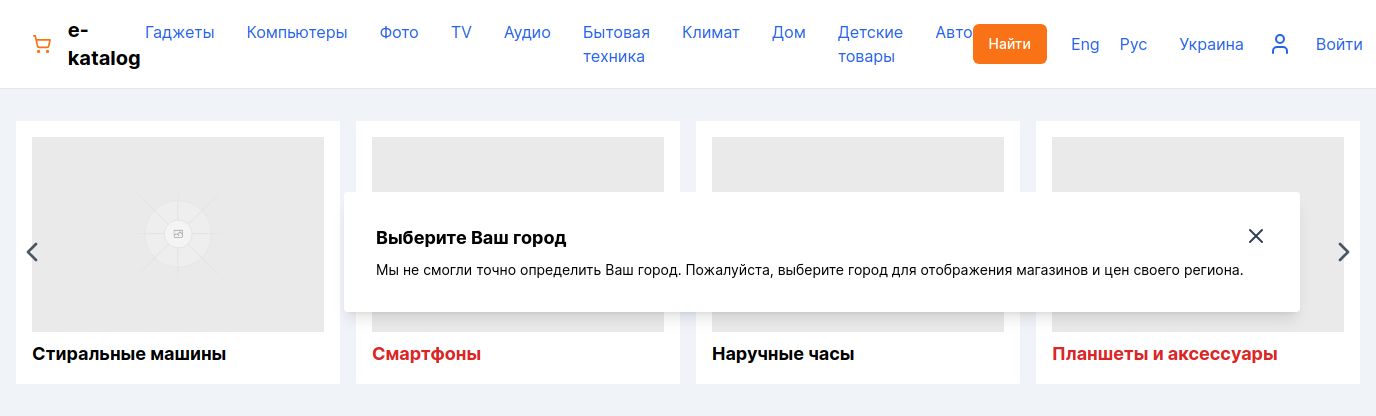 e-
katalog
Гаджеты
Компьютеры
Фото
TV
Аудио
Бытовая
техника
Климат
Дом
Детские
товары
Авто
Найти
Eng
Рус
Украина
Войти
Выберите Ваш город
Мы не смогли точно определить Ваш город. Пожалуйста, выберите город для отображения магазинов и цен своего региона.
Стиральные машины
Смартфоны
Наручные часы
Планшеты и аксессуары